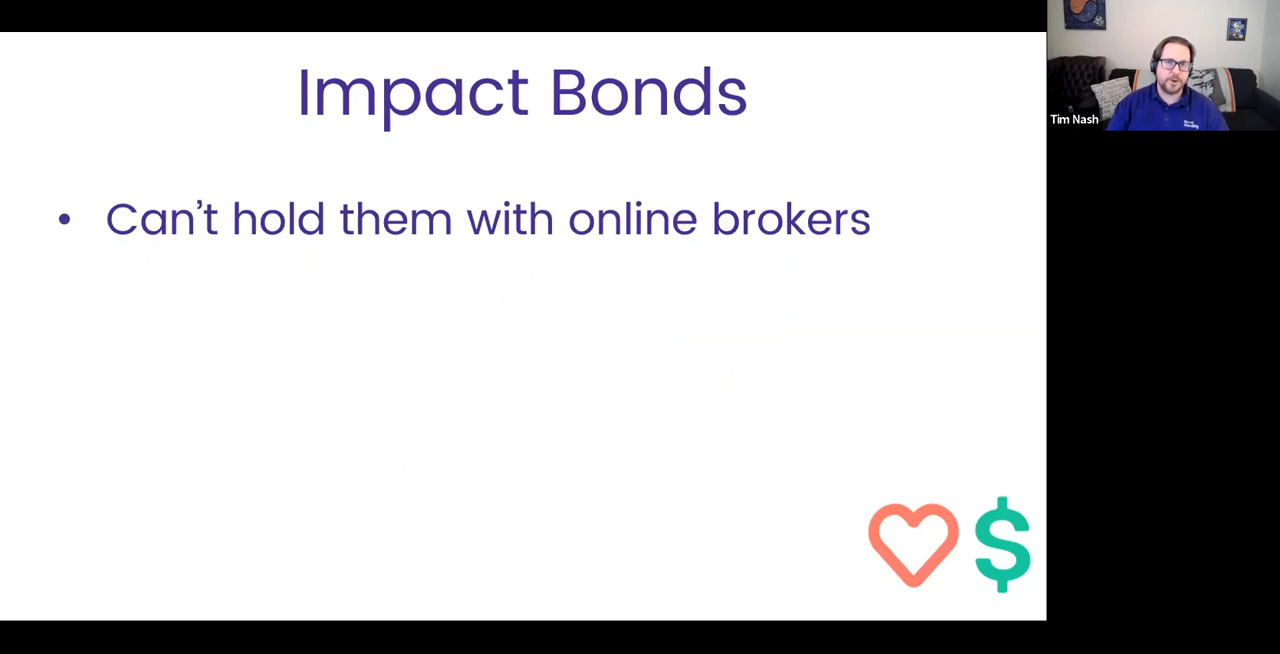 Impact Bonds
• Can't hold them with online brokers
Tim Nash